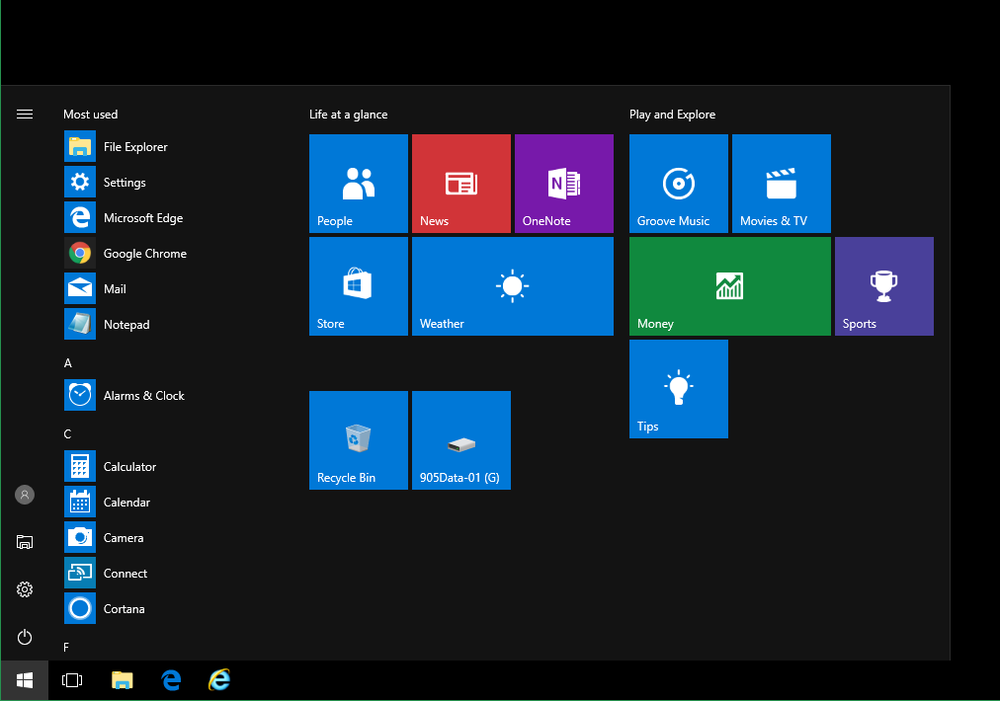 Most used
File Explorer
Settings
Microsoft Edge
Google Chrome
Mail
Notepad
A
Alarms & Clock
C
Calculator
Calendar
Camera
Connect
Cortana
F
Life at a glance
People
News
N
OneNote
Store
Weather
Recycle Bin
905Data-01 (G)
Play and Explore
Groove Music
Movies & TV
Money
Sports
Tips